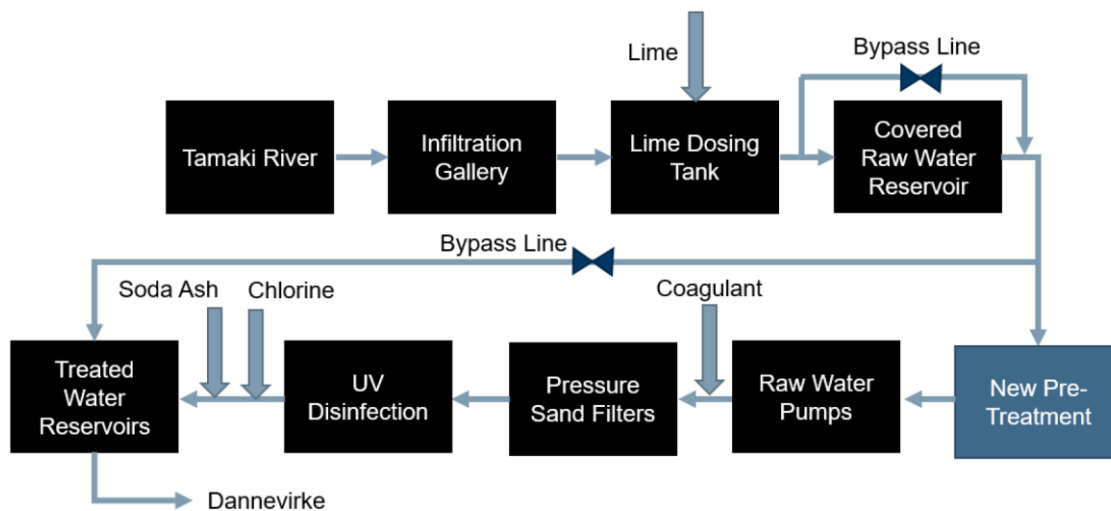 Lime
Bypass Line
Tamaki River
Infiltration
Gallery
Lime Dosing
Tank
Covered
Raw Water
Reservoir
Bypass Line
Soda Ash
Chlorine
Coagulant
Treated
Water
Reservoirs
UV
Disinfection
Pressure
Sand Filters
Raw Water
Pumps
New Pre-
Treatment
Dannevirke